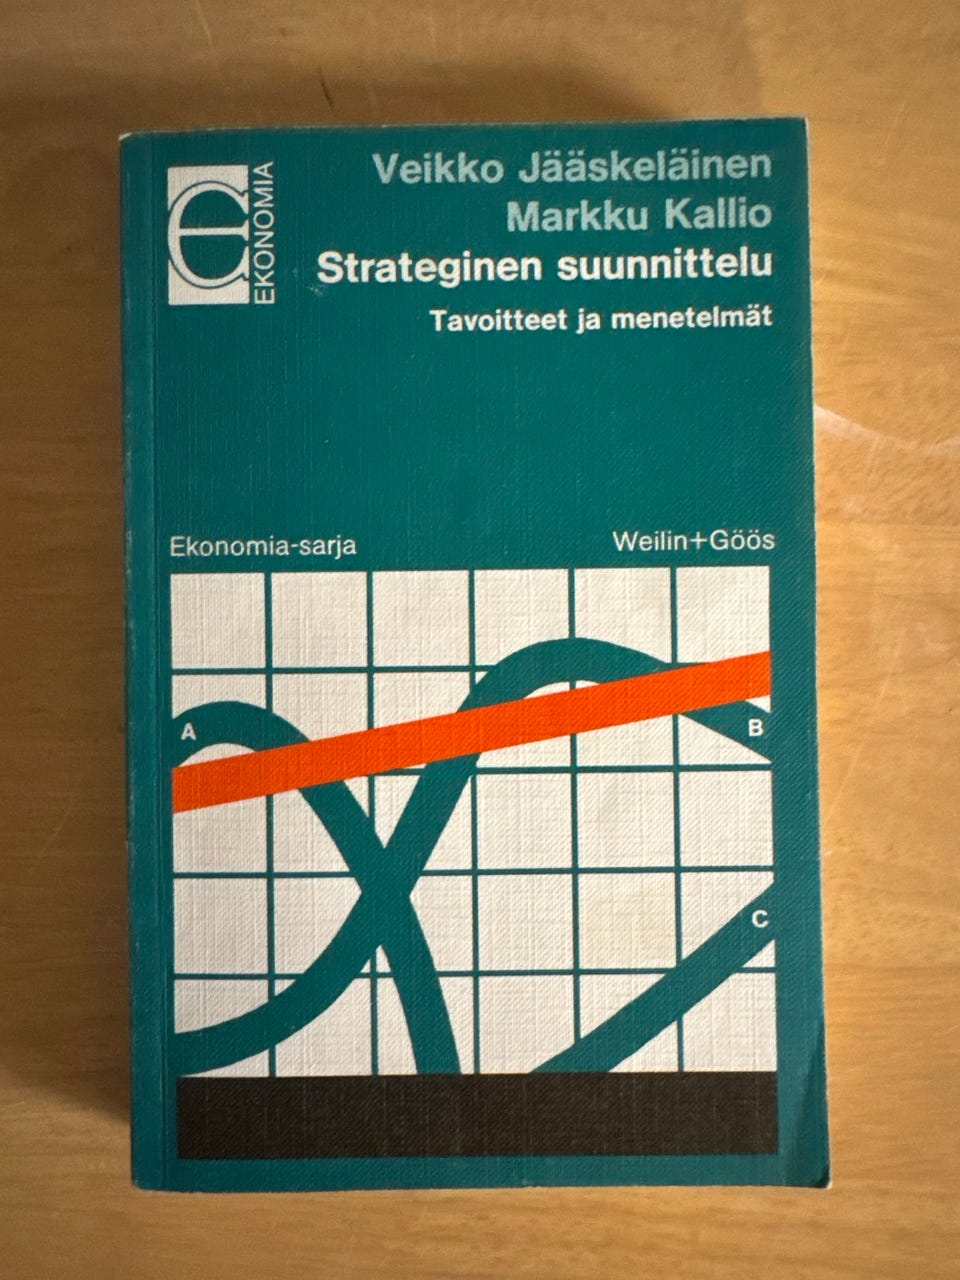 EKONOMIA
Veikko Jääskeläinen
Markku Kallio
Strateginen suunnittelu
Tavoitteet ja menetelmät
Ekonomia-sarja
Weilin+Göös
A
B
C